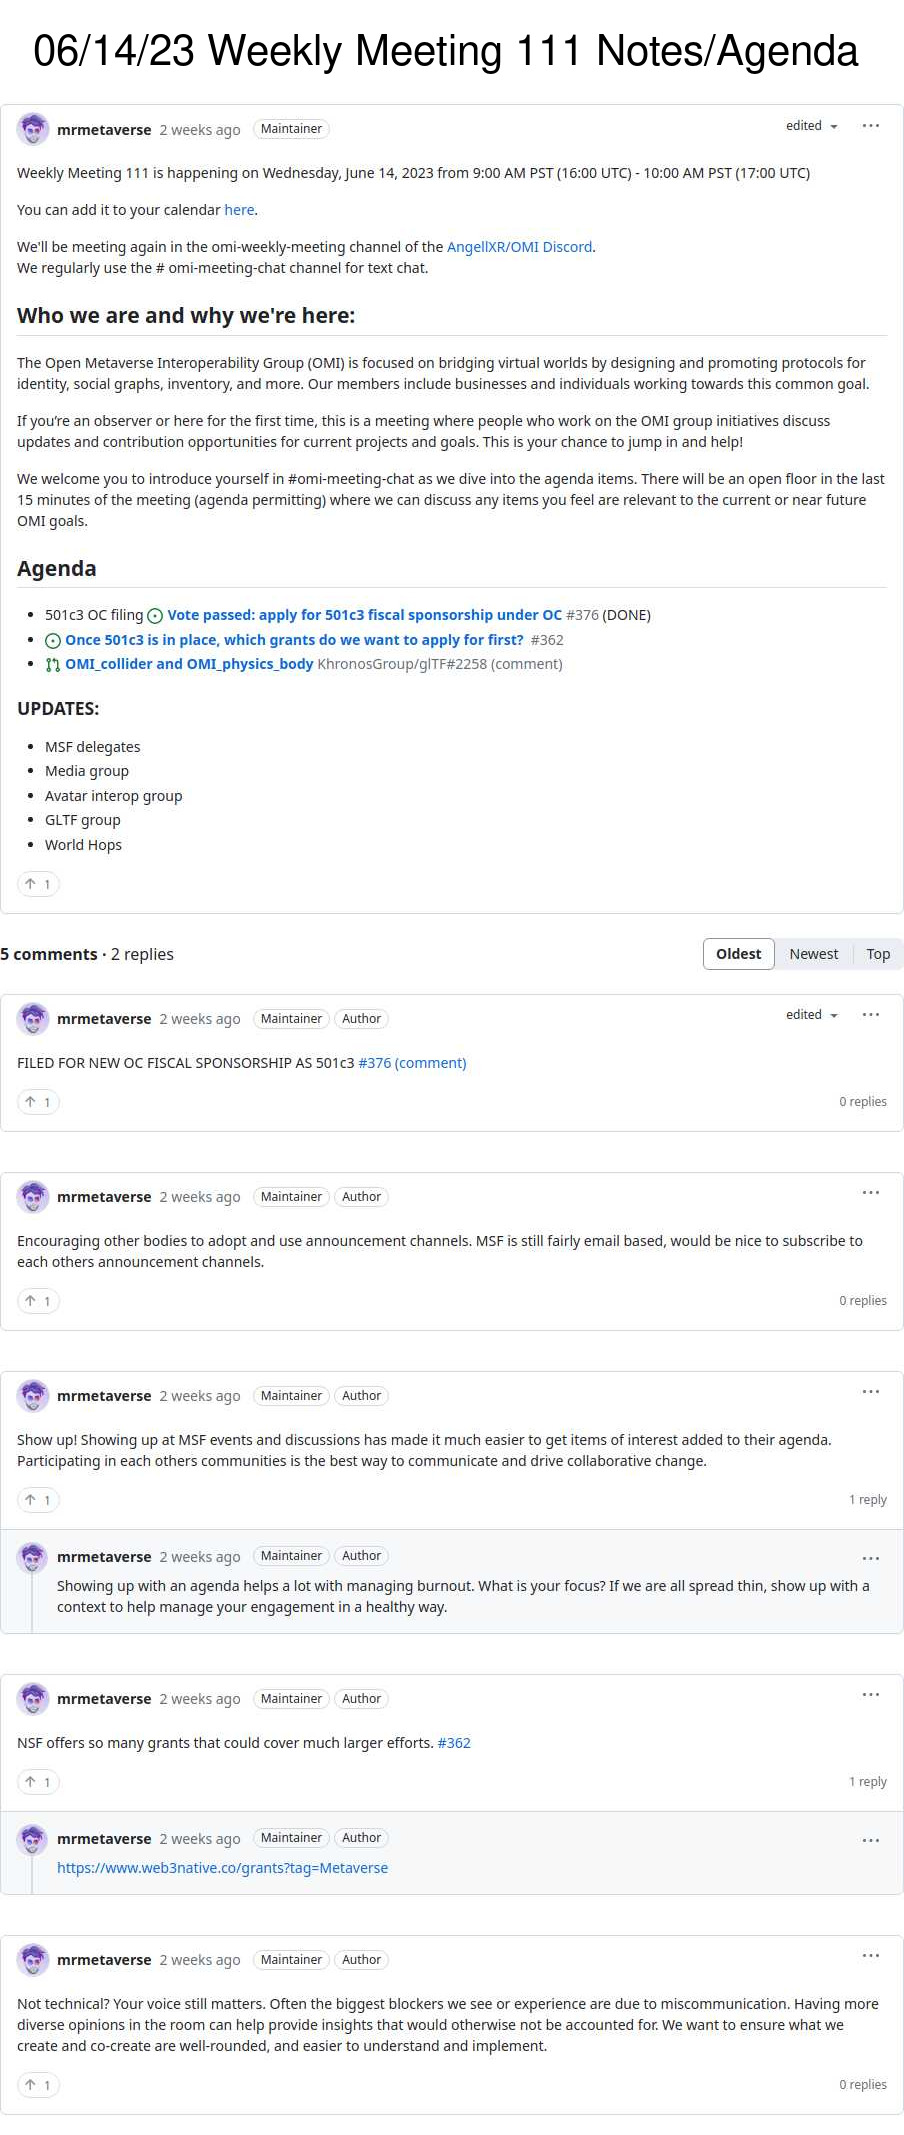 06/14/23 Weekly Meeting 111 Notes/Agenda
mrmetaverse 2 weeks ago Maintainer edited
Weekly Meeting 111 is happening on Wednesday, June 14, 2023 from 9:00 AM PST (16:00 UTC) - 10:00 AM PST (17:00 UTC)
You can add it to your calendar here.
We'll be meeting again in the omi-weekly-meeting channel of the AngellXR/OMI Discord.
We regularly use the # omi-meeting-chat channel for text chat.
Who we are and why we're here:
The Open Metaverse Interoperability Group (OMI) is focused on bridging virtual worlds by designing and promoting protocols for
identity, social graphs, inventory, and more. Our members include businesses and individuals working towards this common goal.
If you’re an observer or here for the first time, this is a meeting where people who work on the OMI group initiatives discuss
updates and contribution opportunities for current projects and goals. This is your chance to jump in and help!
We welcome you to introduce yourself in #omi-meeting-chat as we dive into the agenda items. There will be an open floor in the last
15 minutes of the meeting (agenda permitting) where we can discuss any items you feel are relevant to the current or near future
OMI goals.
Agenda
501c3 OC filing Vote passed: apply for 501c3 fiscal sponsorship under OC #376 (DONE)
Once 501c3 is in place, which grants do we want to apply for first? #362
OMI_collider and OMI_physics_body KhronosGroup/glTF#2258 (comment)
UPDATES:
MSF delegates
Media group
Avatar interop group
GLTF group
World Hops
1
5 comments · 2 replies Oldest Newest Top
mrmetaverse 2 weeks ago Maintainer Author edited
FILED FOR NEW OC FISCAL SPONSORSHIP AS 501c3 #376 (comment)
1 0 replies
mrmetaverse 2 weeks ago Maintainer Author
Encouraging other bodies to adopt and use announcement channels. MSF is still fairly email based, would be nice to subscribe to
each others announcement channels.
1 0 replies
mrmetaverse 2 weeks ago Maintainer Author
Show up! Showing up at MSF events and discussions has made it much easier to get items of interest added to their agenda.
Participating in each others communities is the best way to communicate and drive collaborative change.
1 1 reply
mrmetaverse 2 weeks ago Maintainer Author
Showing up with an agenda helps a lot with managing burnout. What is your focus? If we are all spread thin, show up with a
context to help manage your engagement in a healthy way.
mrmetaverse 2 weeks ago Maintainer Author
NSF offers so many grants that could cover much larger efforts. #362
1 1 reply
mrmetaverse 2 weeks ago Maintainer Author
https://www.web3native.co/grants?tag=Metaverse
mrmetaverse 2 weeks ago Maintainer Author
Not technical? Your voice still matters. Often the biggest blockers we see or experience are due to miscommunication. Having more
diverse opinions in the room can help provide insights that would otherwise not be accounted for. We want to ensure what we
create and co-create are well-rounded, and easier to understand and implement.
1 0 replies